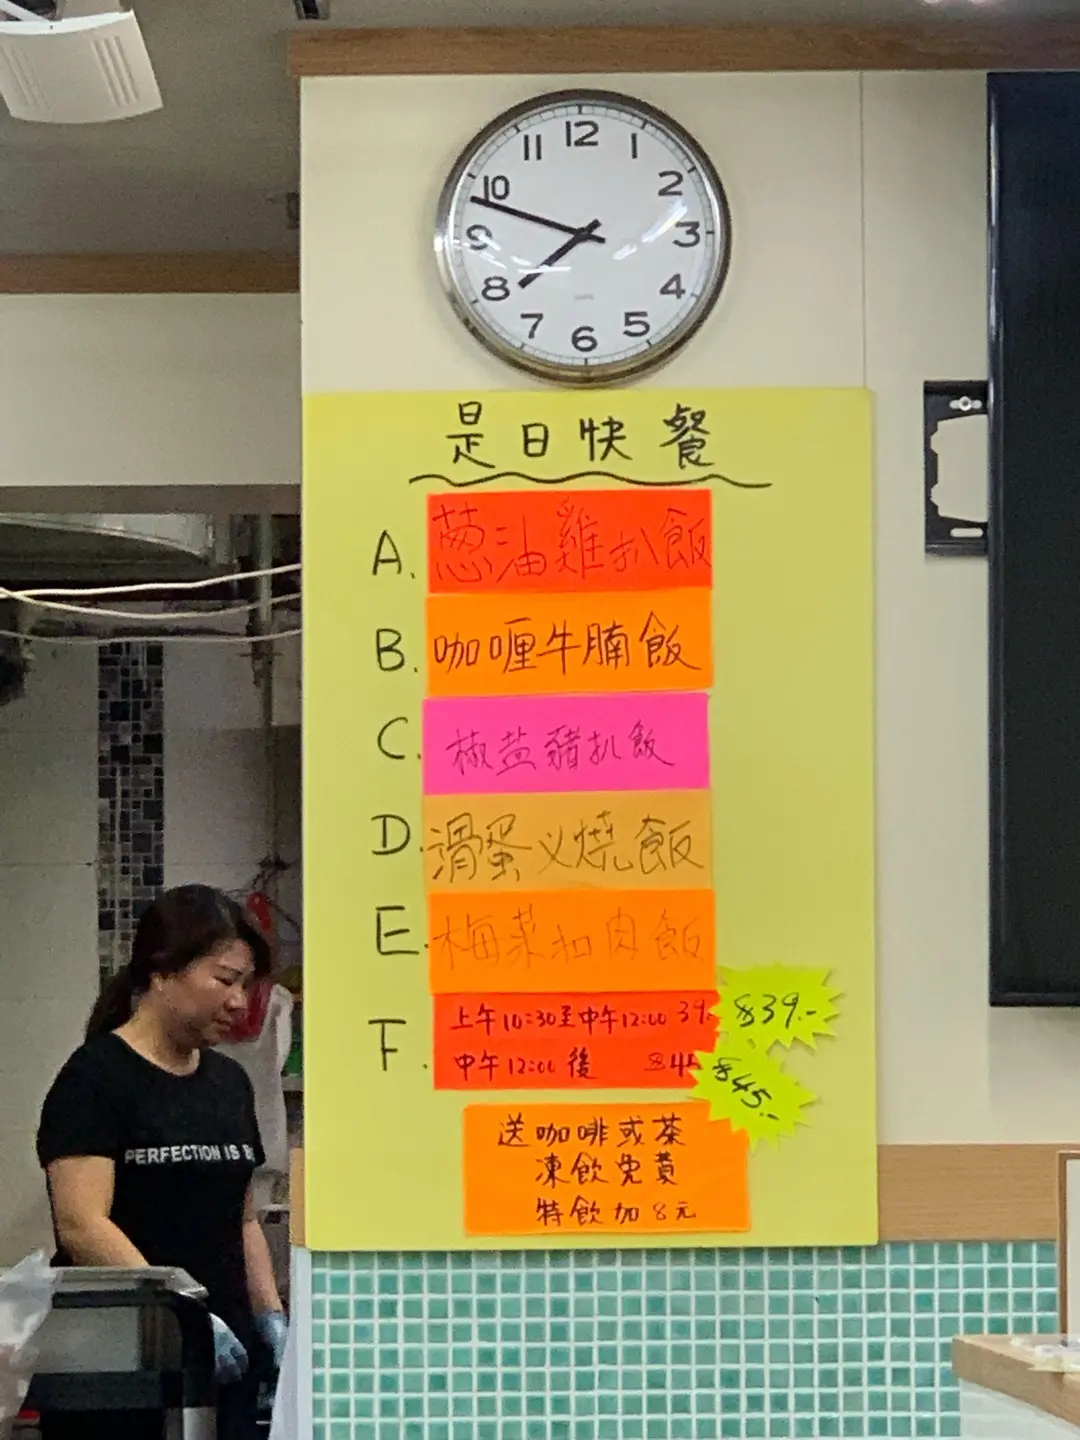 12
11
1
10
2
9
3
8
4
7
5
6
是日快餐
A. 葱油雞扒飯
B. 咖喱牛腩飯
C. 椒盐豬扒飯
D. 滑蛋叉燒飯
E. 梅菜扣肉飯
F. 上午10:30至中午12:00 39.
中午12:00後
$39.-
$45.-
送咖啡或茶
凍飲免費
特飲加8元
PERFECTION IS